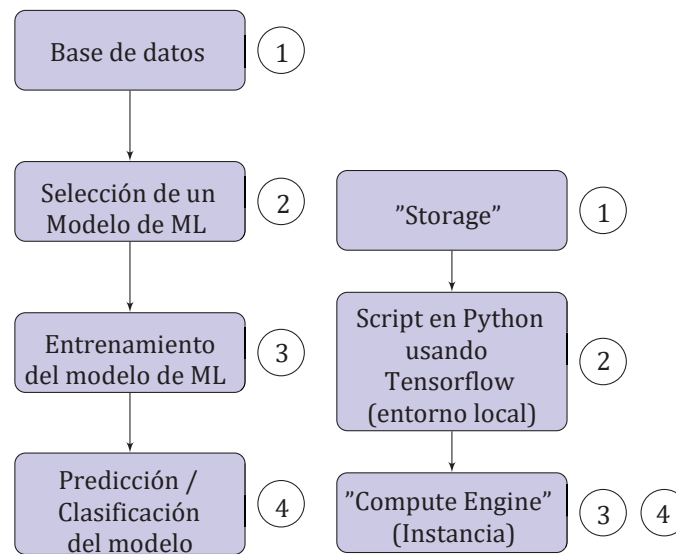 Base de datos
1
Selección de un
Modelo de ML
2
Entrenamiento
del modelo de ML
3
Predicción /
Clasificación
del modelo
4
”Storage”
1
Script en Python
usando
Tensorflow
(entorno local)
2
”Compute Engine”
(Instancia)
3
4